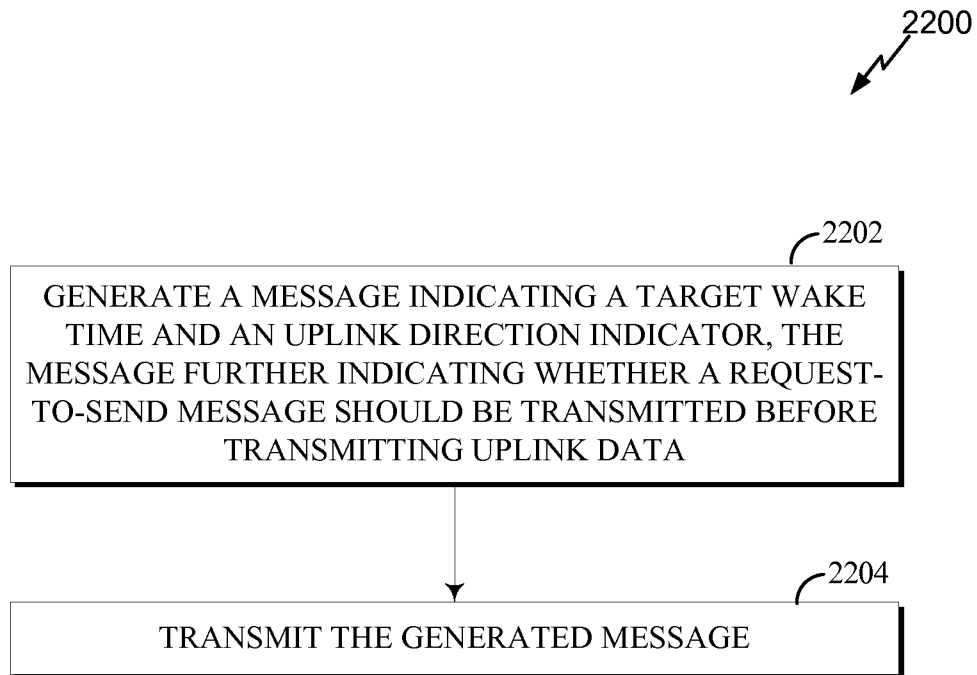 2200
2202
GENERATE A MESSAGE INDICATING A TARGET WAKE
TIME AND AN UPLINK DIRECTION INDICATOR, THE
MESSAGE FURTHER INDICATING WHETHER A REQUEST-
TO-SEND MESSAGE SHOULD BE TRANSMITTED BEFORE
TRANSMITTING UPLINK DATA
2204
TRANSMIT THE GENERATED MESSAGE